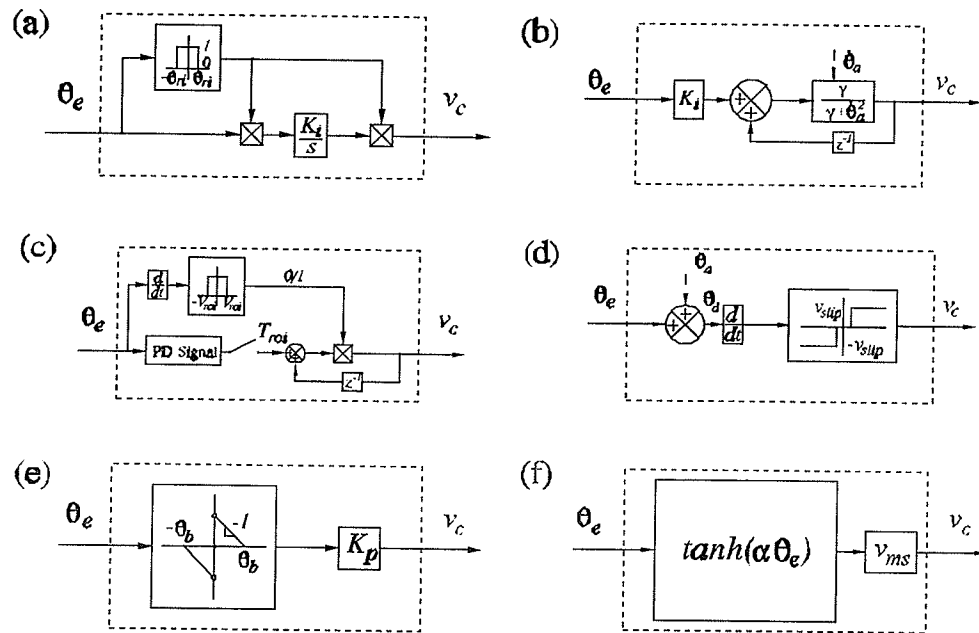 (a)
1
0
-θri θri
θe
Ki
s
vc
(b)
θa
θe
Ki
+
+
γ
γ+θa²
z⁻¹
vc
(c)
d
dt
-Vroi Vroi
0/1
θe
PD Signal
Troi
z⁻¹
vc
(d)
θa
θe
+
+
θd
d
dt
vslip
-vslip
vc
(e)
θe
-θb
-1
θb
Kp
vc
(f)
θe
tanh(αθe)
vms
vc